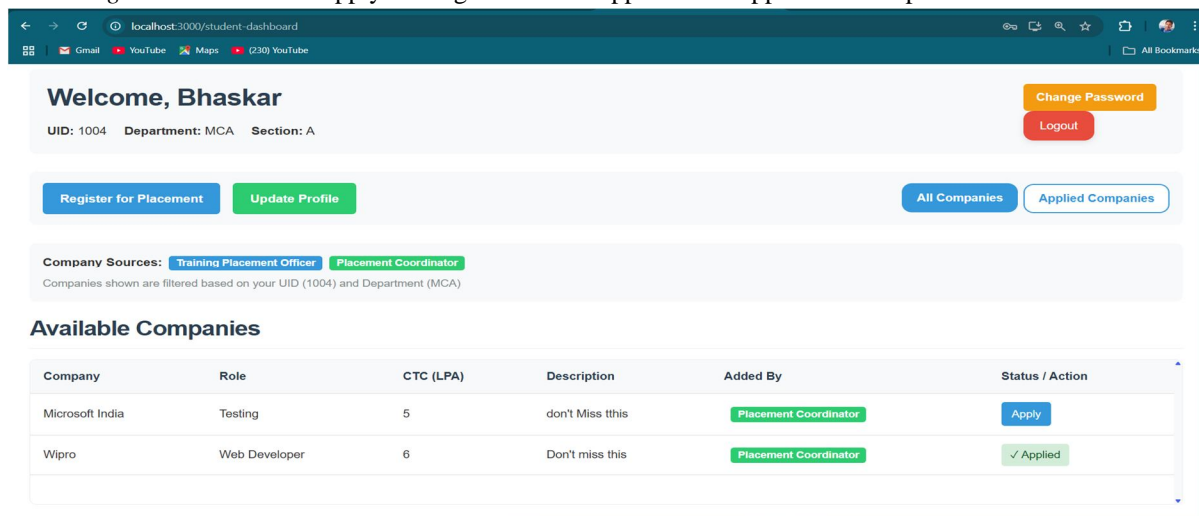 localhost:3000/student-dashboard
Gmail YouTube Maps (230) YouTube All Bookmarks
Welcome, Bhaskar
Change Password
UID: 1004 Department: MCA Section: A
Logout
Register for Placement Update Profile All Companies Applied Companies
Company Sources: Training Placement Officer Placement Coordinator
Companies shown are filtered based on your UID (1004) and Department (MCA)
Available Companies
Company Role CTC (LPA) Description Added By Status / Action
Microsoft India Testing 5 don't Miss tthis Placement Coordinator Apply
Wipro Web Developer 6 Don't miss this Placement Coordinator ✓ Applied